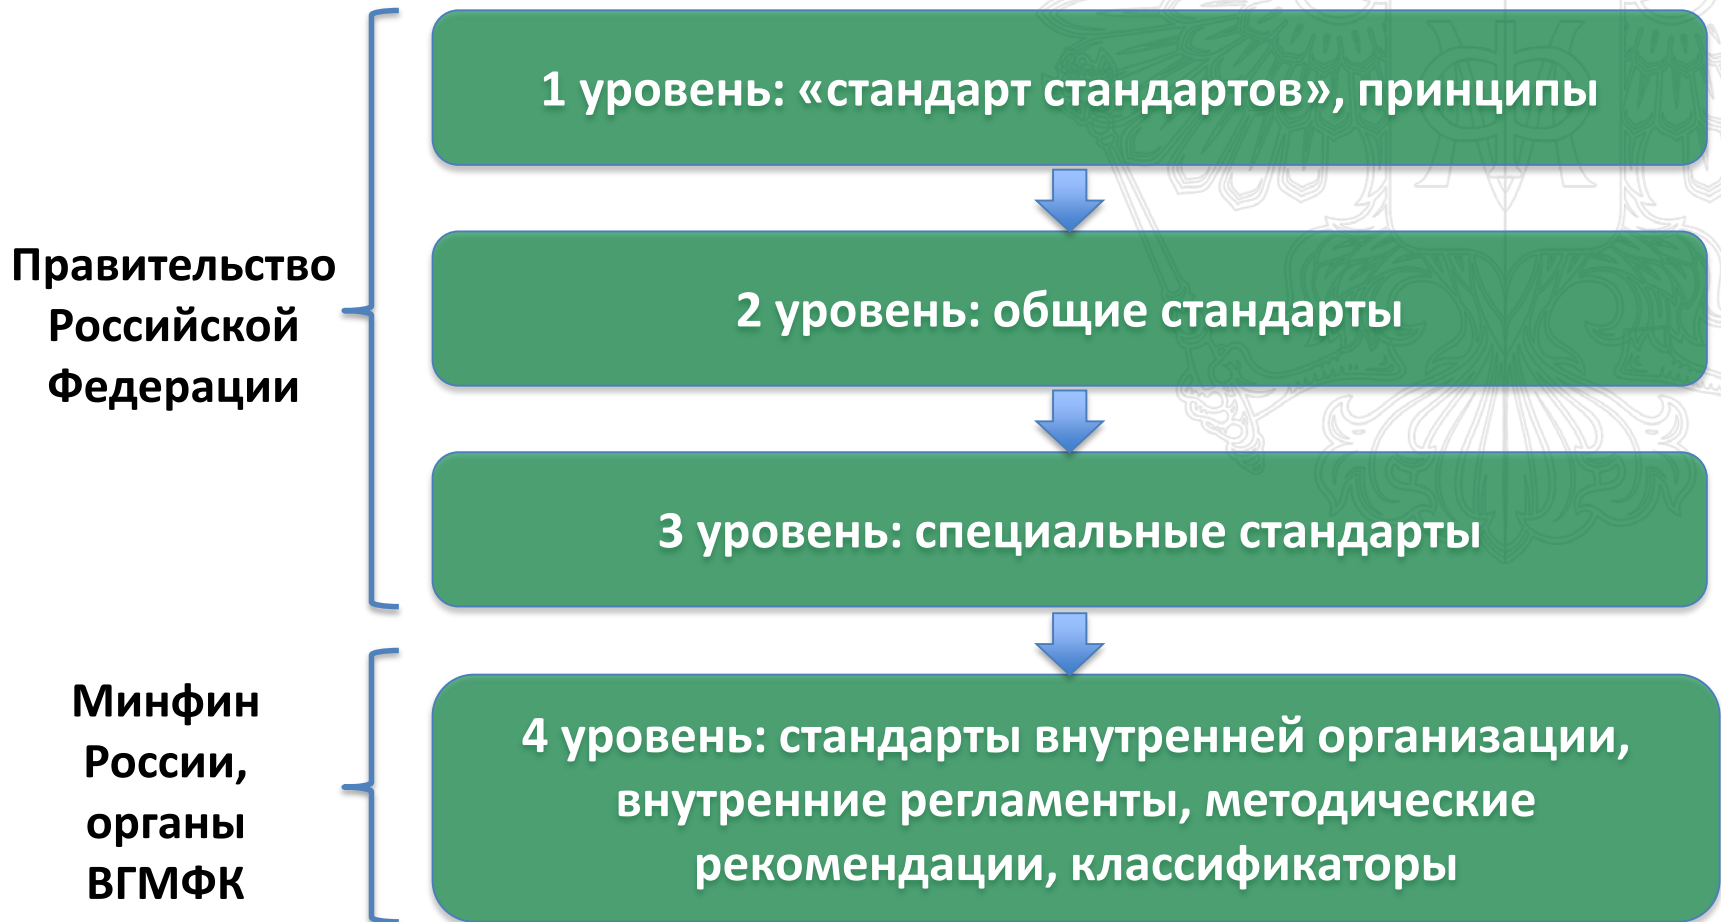 1 уровень: «стандарт стандартов», принципы
Правительство
Российской
Федерации
2 уровень: общие стандарты
3 уровень: специальные стандарты
Минфин
России,
органы
ВГМФК
4 уровень: стандарты внутренней организации,
внутренние регламенты, методические
рекомендации, классификаторы